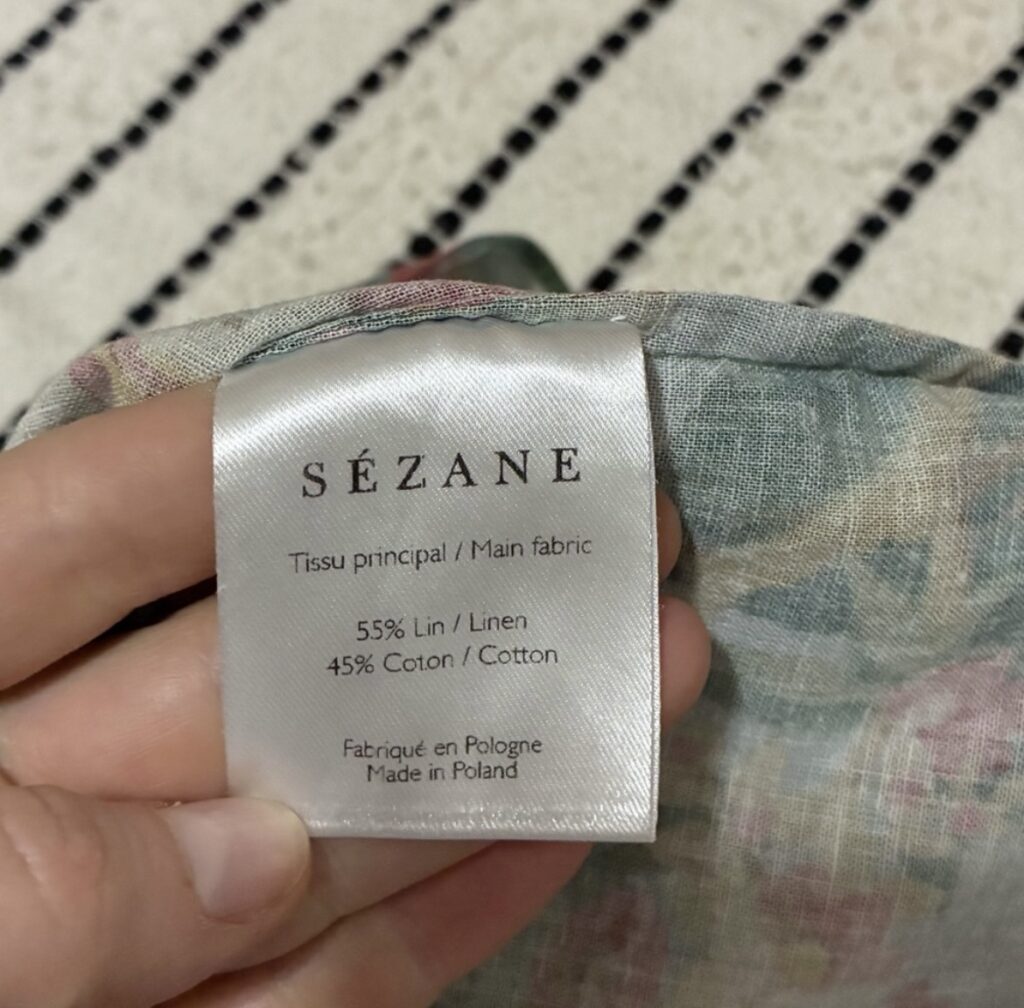 SÉZANE
Tissu principal / Main fabric
55% Lin / Linen
45% Coton / Cotton
Fabriqué en Pologne
Made in Poland